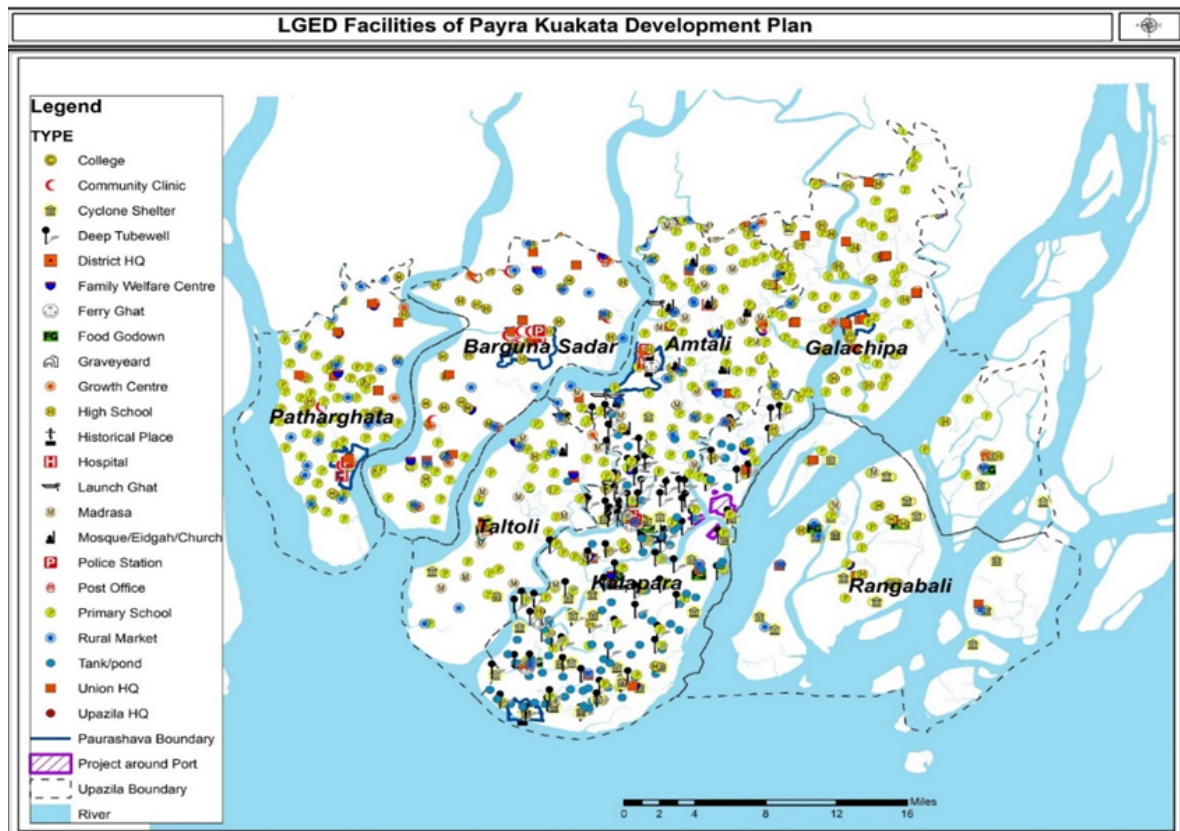 LGED Facilities of Payra Kuakata Development Plan
Legend
TYPE
College
Community Clinic
Cyclone Shelter
Deep Tubewell
District HQ
Family Welfare Centre
Ferry Ghat
FG Food Godown
Graveyeard
Growth Centre
H High School
Historical Place
H Hospital
Launch Ghat
M Madrasa
Mosque/Eidgah/Church
P Police Station
Post Office
P Primary School
Rural Market
Tank/pond
Union HQ
Upazila HQ
Paurashava Boundary
Project around Port
Upazila Boundary
River
Barguna Sadar
Amtali
Galachipa
Patharghata
Taltoli
Kalapara
Rangabali
Miles
0 2 4 8 12 16